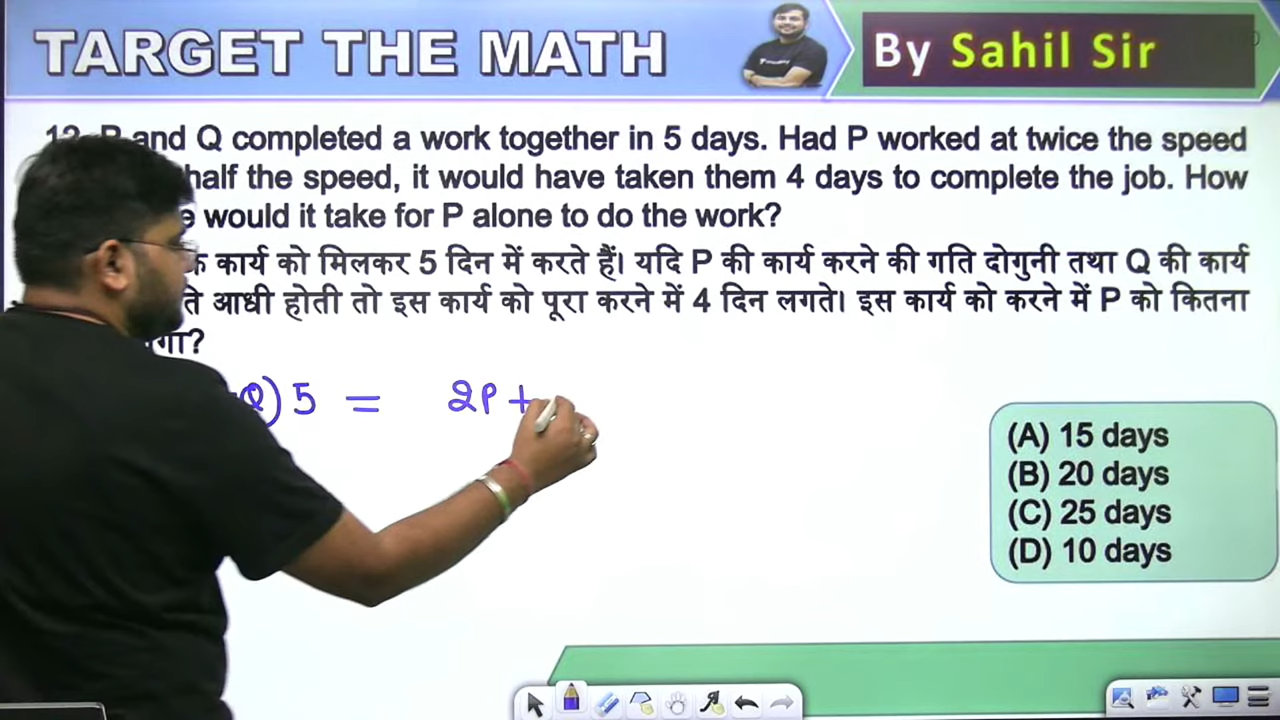 TARGET THE MATH
By Sahil Sir
and Q completed a work together in 5 days. Had P worked at twice the speed
half the speed, it would have taken them 4 days to complete the job. How
would it take for P alone to do the work?
कार्य को मिलकर 5 दिन में करते हैं। यदि P की कार्य करने की गति दोगुनी तथा Q की कार्य
आधी होती तो इस कार्य को पूरा करने में 4 दिन लगते। इस कार्य को करने में P को कितना
Q) 5 = 2P +
(A) 15 days
(B) 20 days
(C) 25 days
(D) 10 days